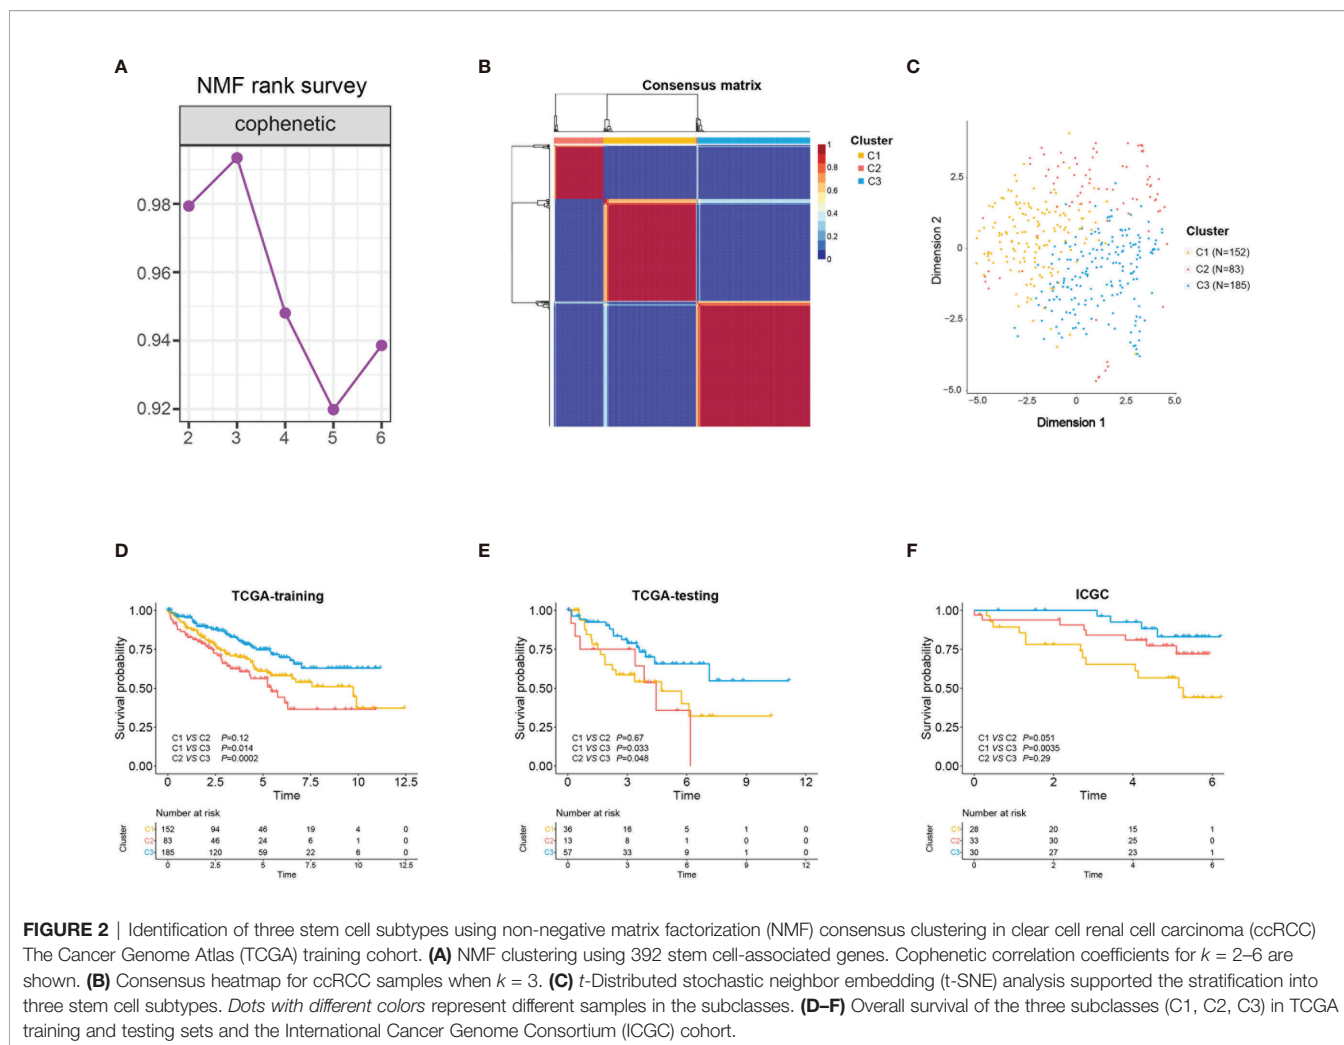 A
NMF rank survey
cophenetic
0.98
0.96
0.94
0.92
2 3 4 5 6
B
Consensus matrix
1
0.8
0.6
0.4
0.2
0
Cluster
C1
C2
C3
C
Dimension 2
2.5
0
−2.5
−5.0
−5.0 −2.5 0 2.5 5.0
Dimension 1
Cluster
C1 (N=152)
C2 (N=83)
C3 (N=185)
D
TCGA-training
Survival probability
1.00
0.75
0.50
0.25
0.00
C1 VS C2 P=0.12
C1 VS C3 P=0.014
C2 VS C3 P=0.0002
0 2.5 5 7.5 10 12.5
Time
Number at risk
Cluster
C1 152 94 46 19 4 0
C2 83 46 24 6 1 0
C3 185 120 59 22 6 0
0 2.5 5 7.5 10 12.5
Time
E
TCGA-testing
Survival probability
1.00
0.75
0.50
0.25
0.00
C1 VS C2 P=0.67
C1 VS C3 P=0.033
C2 VS C3 P=0.048
0 3 6 9 12
Time
Number at risk
Cluster
C1 36 16 5 1 0
C2 13 8 1 0 0
C3 57 33 9 1 0
0 3 6 9 12
Time
F
ICGC
Survival probability
1.00
0.75
0.50
0.25
0.00
C1 VS C2 P=0.051
C1 VS C3 P=0.0035
C2 VS C3 P=0.29
0 2 4 6
Time
Number at risk
Cluster
C1 28 20 15 1
C2 33 30 25 0
C3 30 27 23 1
0 2 4 6
Time
FIGURE 2 | Identification of three stem cell subtypes using non-negative matrix factorization (NMF) consensus clustering in clear cell renal cell carcinoma (ccRCC)
The Cancer Genome Atlas (TCGA) training cohort. (A) NMF clustering using 392 stem cell-associated genes. Cophenetic correlation coefficients for k = 2–6 are
shown. (B) Consensus heatmap for ccRCC samples when k = 3. (C) t-Distributed stochastic neighbor embedding (t-SNE) analysis supported the stratification into
three stem cell subtypes. Dots with different colors represent different samples in the subclasses. (D–F) Overall survival of the three subclasses (C1, C2, C3) in TCGA
training and testing sets and the International Cancer Genome Consortium (ICGC) cohort.